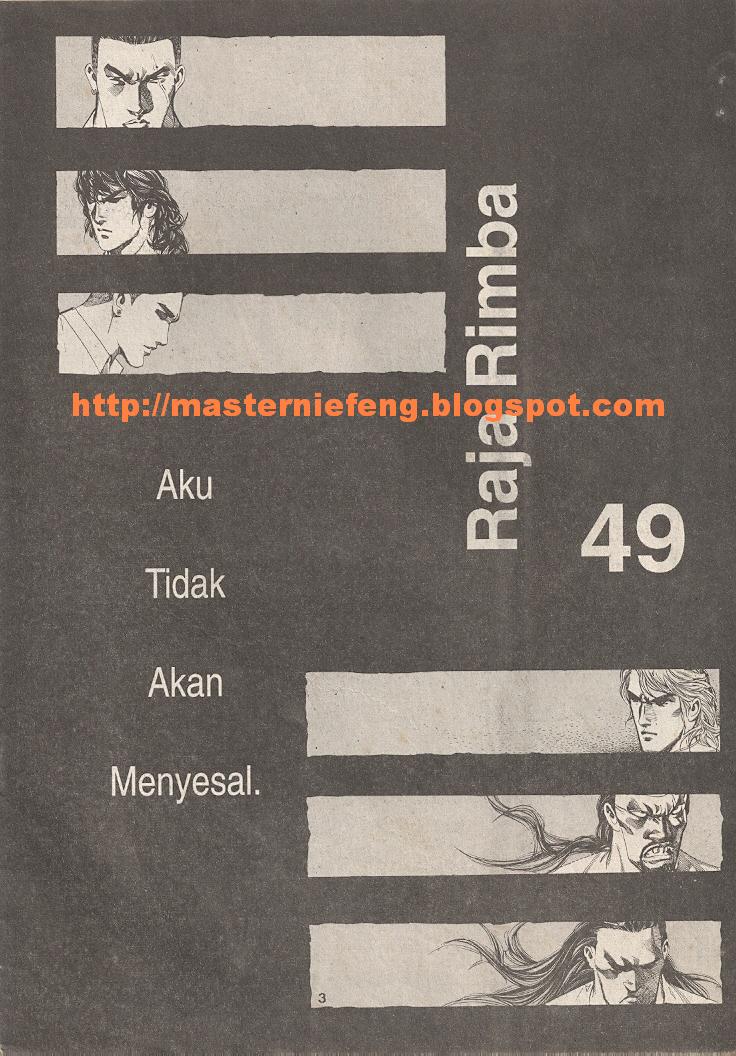 Raja Rimba
http://masterniefeng.blogspot.com
Aku
49
Tidak
Akan
Menyesal.
3